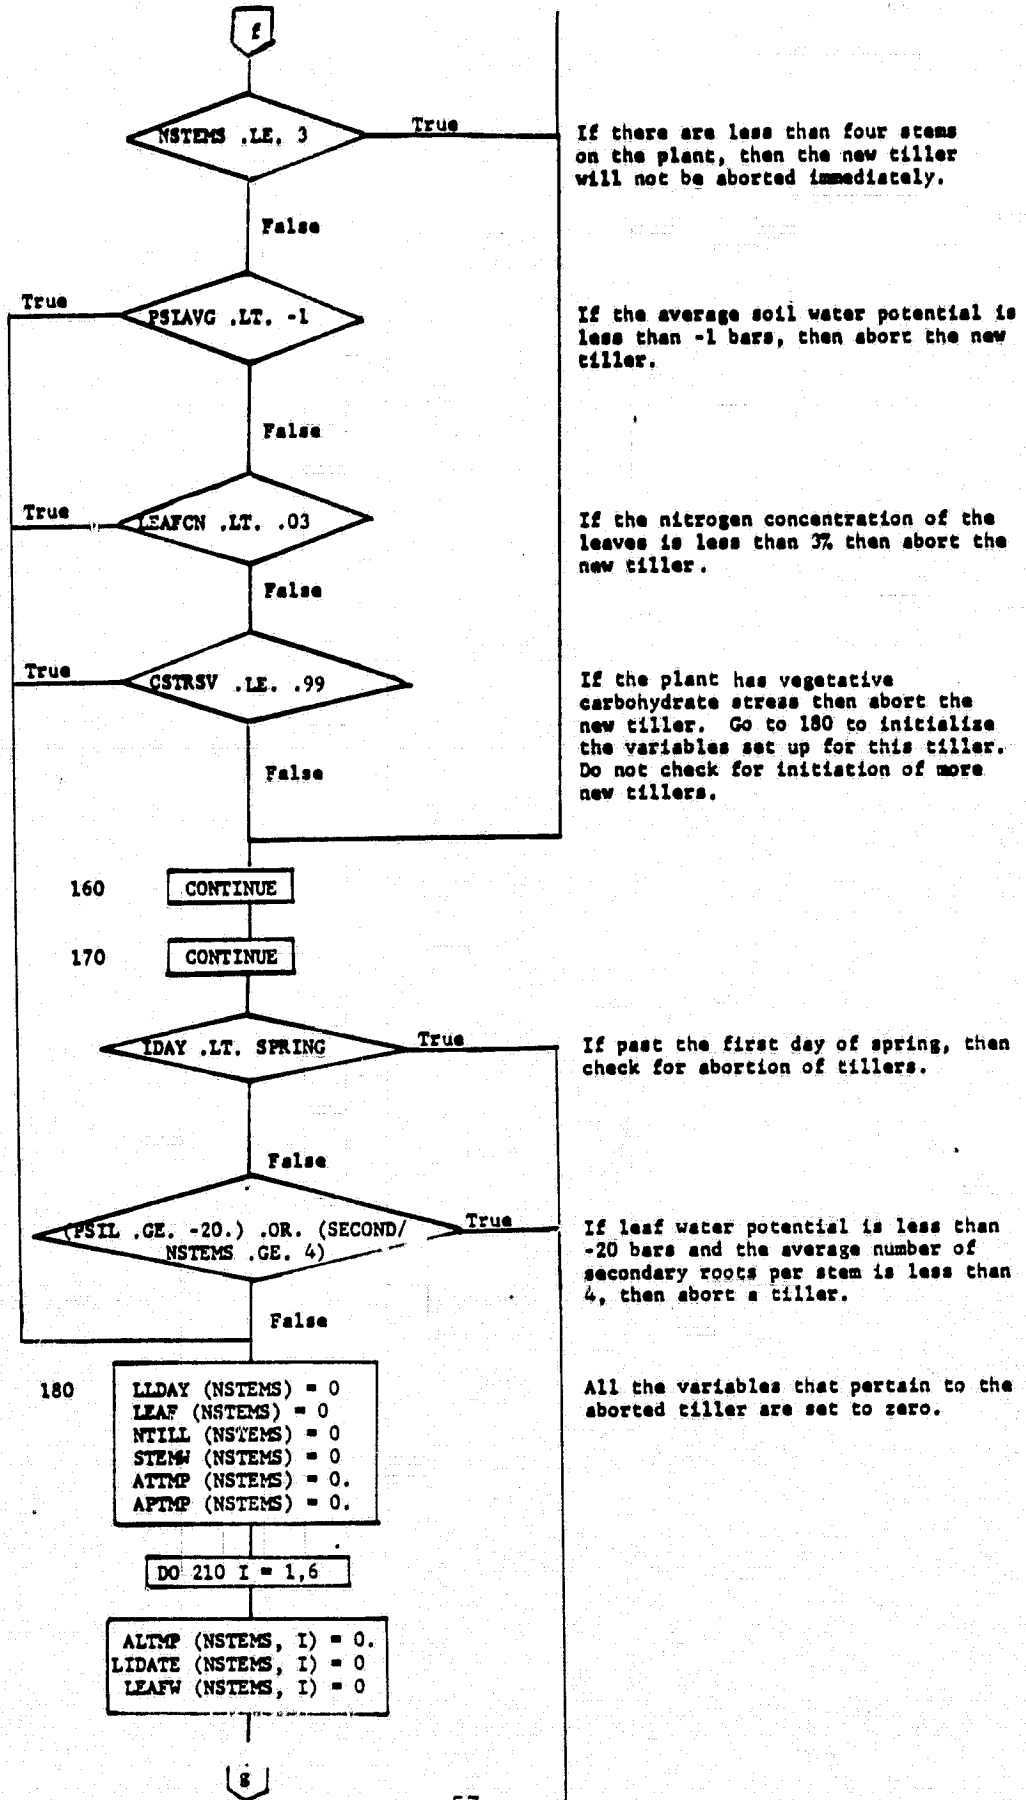 f
NSTEMS .LE. 3
True
If there are less than four stems
on the plant, then the new tiller
will not be aborted immediately.
False
True
PSIAVG .LT. -1
If the average soil water potential is
less than -1 bars, then abort the new
tiller.
False
True
LEAFCN .LT. .03
If the nitrogen concentration of the
leaves is less than 3% then abort the
new tiller.
False
True
CSTRSV .LE. .99
If the plant has vegetative
carbohydrate stress then abort the
new tiller. Go to 180 to initialize
the variables set up for this tiller.
Do not check for initiation of more
new tillers.
False
160 CONTINUE
170 CONTINUE
IDAY .LT. SPRING
True
If past the first day of spring, then
check for abortion of tillers.
False
(PSIL .GE. -20.) .OR. (SECOND/
NSTEMS .GE. 4)
True
If leaf water potential is less than
-20 bars and the average number of
secondary roots per stem is less than
4, then abort a tiller.
False
180
LLDAY (NSTEMS) = 0
LEAF (NSTEMS) = 0
NTILL (NSTEMS) = 0
STEMW (NSTEMS) = 0
ATTMP (NSTEMS) = 0.
APTMP (NSTEMS) = 0.
All the variables that pertain to the
aborted tiller are set to zero.
DO 210 I = 1,6
ALTMP (NSTEMS, I) = 0.
LIDATE (NSTEMS, I) = 0
LEAFW (NSTEMS, I) = 0
g
57